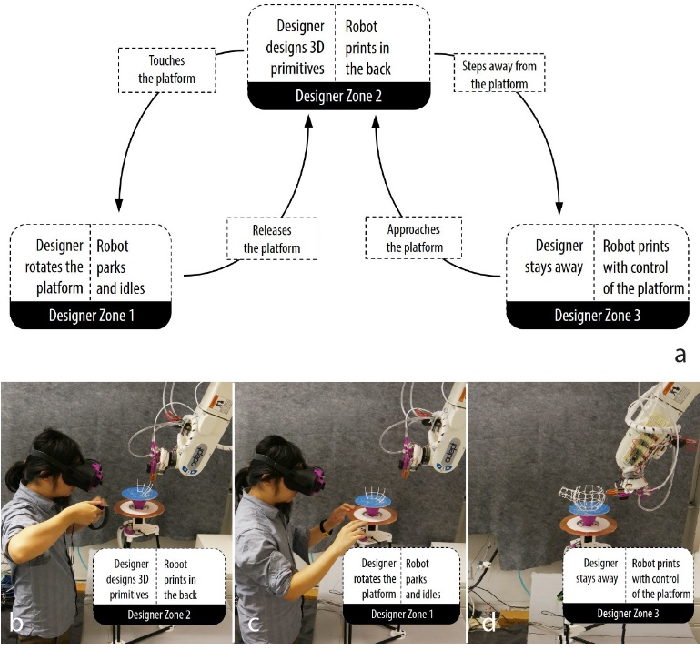 Designer
designs 3D
primitives
Robot
prints in
the back
Designer Zone 2
Touches
the platform
Steps away from
the platform
Releases
the platform
Approaches
the platform
Designer
rotates the
platform
Robot
parks
and idles
Designer Zone 1
Designer
stays away
Robot prints
with control
of the platform
Designer Zone 3
a
adept
Designer
designs 3D
primitives
Robot
prints in
the back
Designer Zone 2
b
adept
Designer
rotates the
platform
Robot
parks
and idles
Designer Zone 1
c
Designer
stays away
Robot prints
with control
of the platform
Designer Zone 3
d